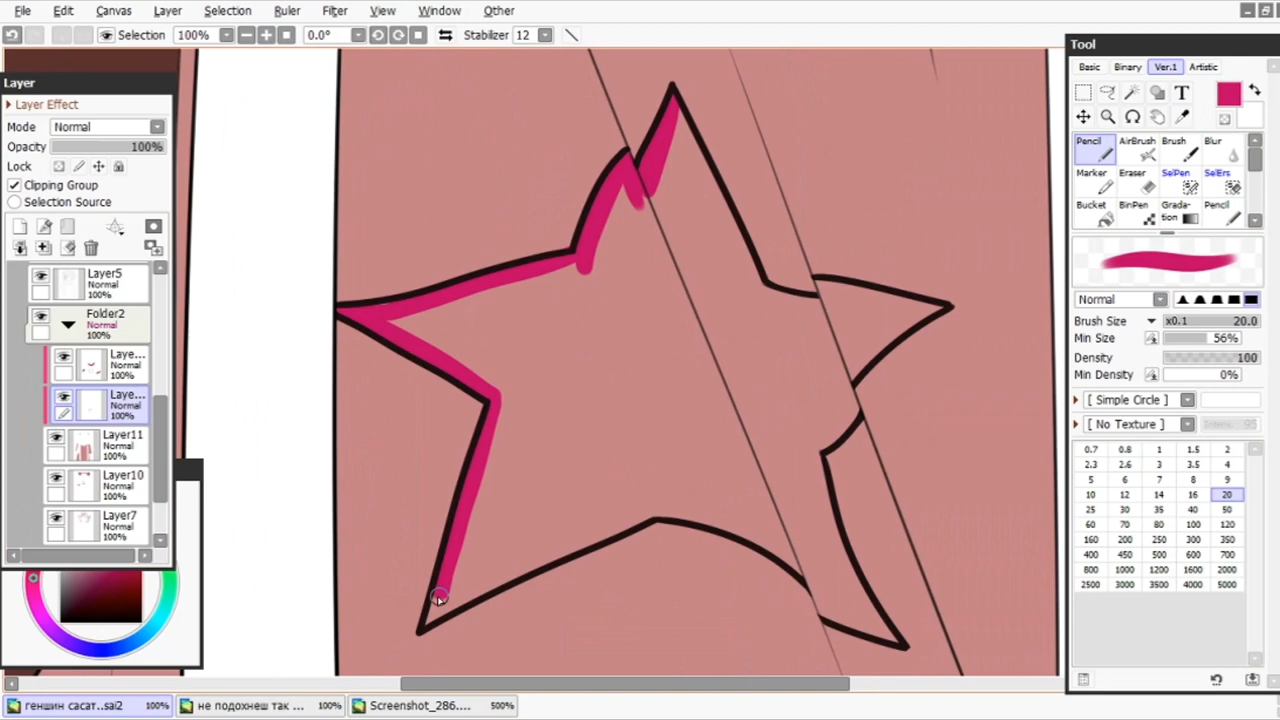 File Edit Canvas Layer Selection Ruler Filter View Window Other
Selection 100% 0.0° Stabilizer 12
Layer
Layer Effect
Mode Normal
Opacity 100%
Lock
Clipping Group
Selection Source
Layer5
Normal
100%
Folder2
Normal
100%
Laye...
Normal
100%
Laye...
Normal
100%
Layer11
Normal
100%
Layer10
Normal
100%
Layer7
Normal
100%
Tool
Basic Binary Ver.1 Artistic
T
Pencil AirBrush Brush Blur
Marker Eraser SelPen SelErs
Bucket BinPen Grada-tion Pencil
Normal
Brush Size x0.1 20.0
Min Size 56%
Density 100
Min Density 0%
[ Simple Circle ]
[ No Texture ] 95
0.7 0.8 1 1.5 2
2.3 2.6 3 3.5 4
5 6 7 8 9
10 12 14 16 20
25 30 35 40 50
60 70 80 100 120
160 200 250 300 350
400 450 500 600 700
800 1000 1200 1600 2000
2500 3000 3500 4000 5000
геншин сасат..sai2 100% не подохнеш так ... 100% Screenshot_286.... 500%